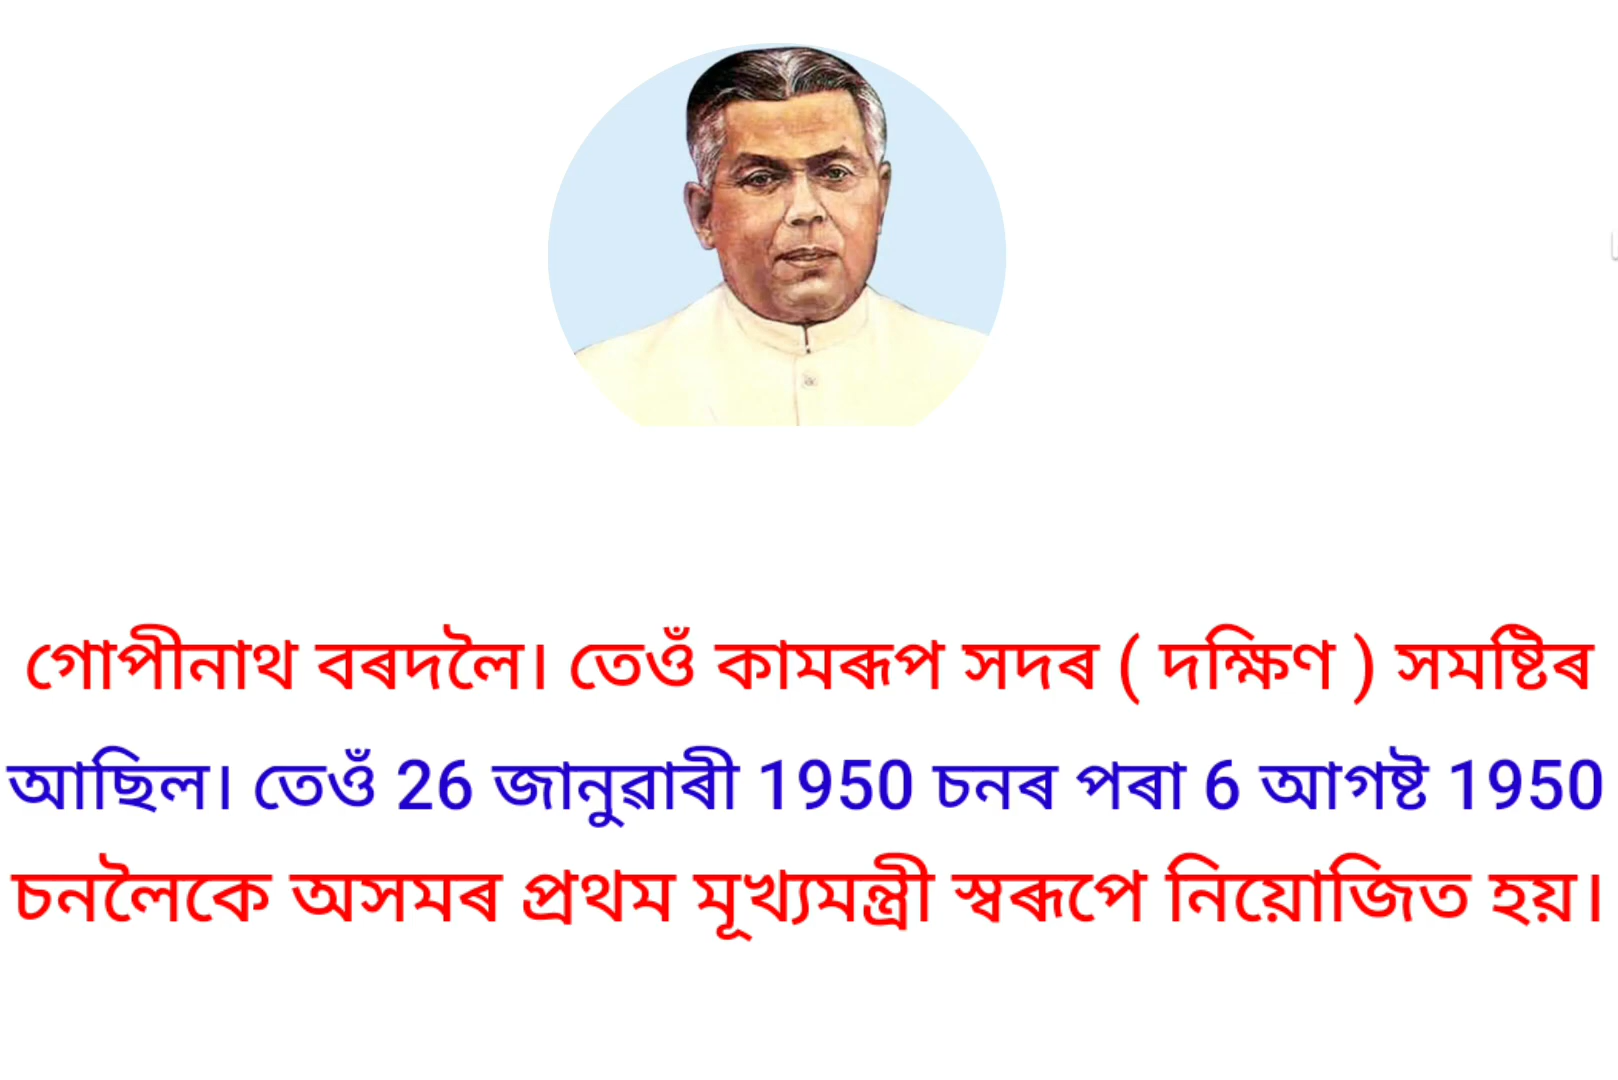 গোপীনাথ বৰদলৈ। তেওঁ কামৰূপ সদৰ ( দক্ষিণ ) সমষ্টিৰ
আছিল। তেওঁ 26 জানুৱাৰী 1950 চনৰ পৰা 6 আগষ্ট 1950
চনলৈকে অসমৰ প্ৰথম মূখ্যমন্ত্ৰী স্বৰূপে নিয়োজিত হয়।